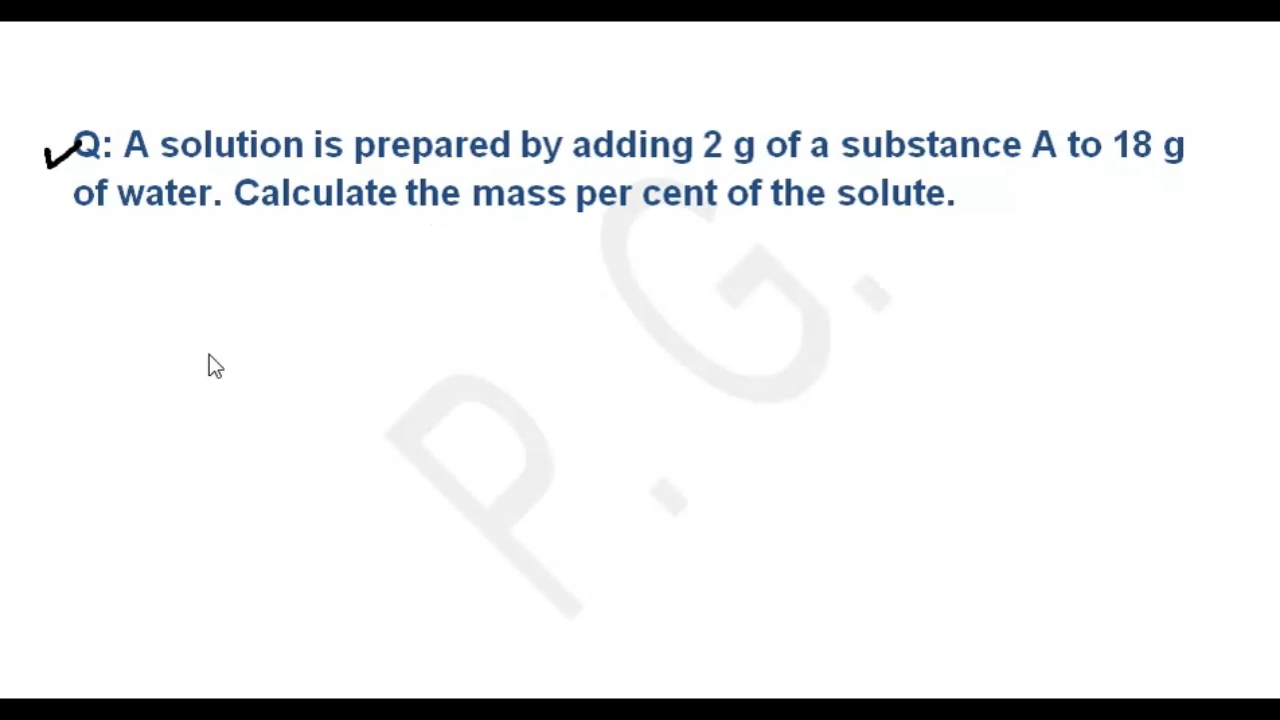 Q: A solution is prepared by adding 2 g of a substance A to 18 g
of water. Calculate the mass per cent of the solute.
P. G.